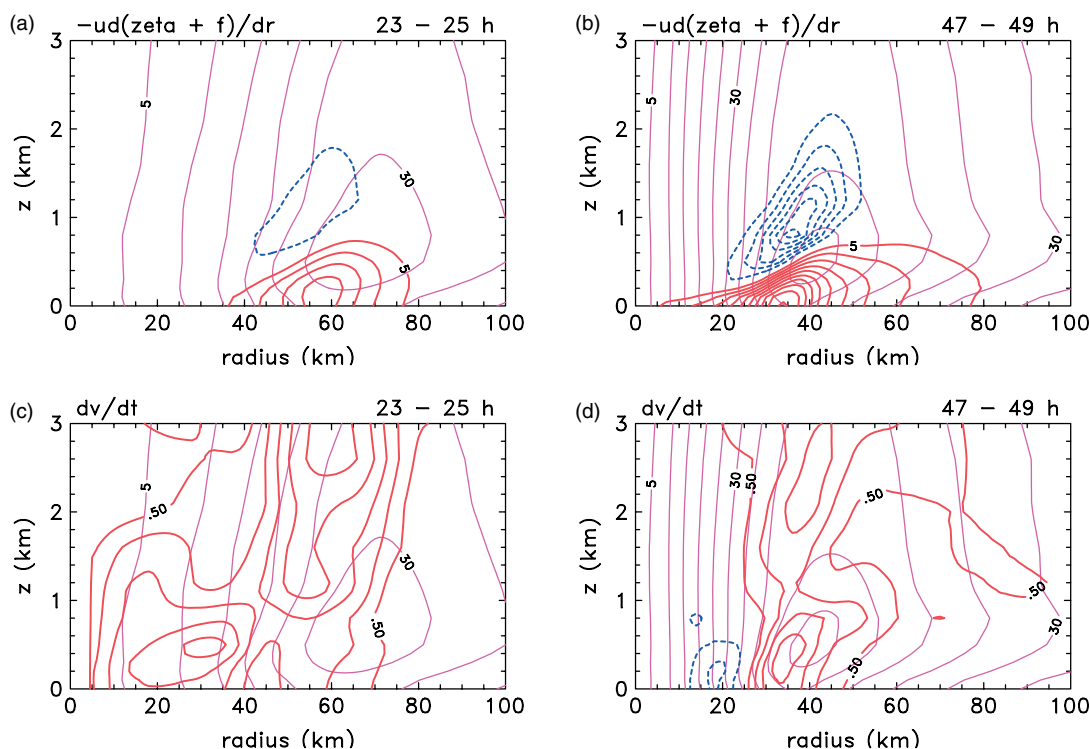 (a) -ud(zeta + f)/dr 23 - 25 h
3
2
1
0
z (km)
5
30
5
0 20 40 60 80 100
radius (km)
(b) -ud(zeta + f)/dr 47 - 49 h
3
2
1
0
z (km)
5
30
5
30
0 20 40 60 80 100
radius (km)
(c) dv/dt 23 - 25 h
3
2
1
0
z (km)
5
.50
30
.50
0 20 40 60 80 100
radius (km)
(d) dv/dt 47 - 49 h
3
2
1
0
z (km)
5
30
.50
.50
.50
30
.50
0 20 40 60 80 100
radius (km)